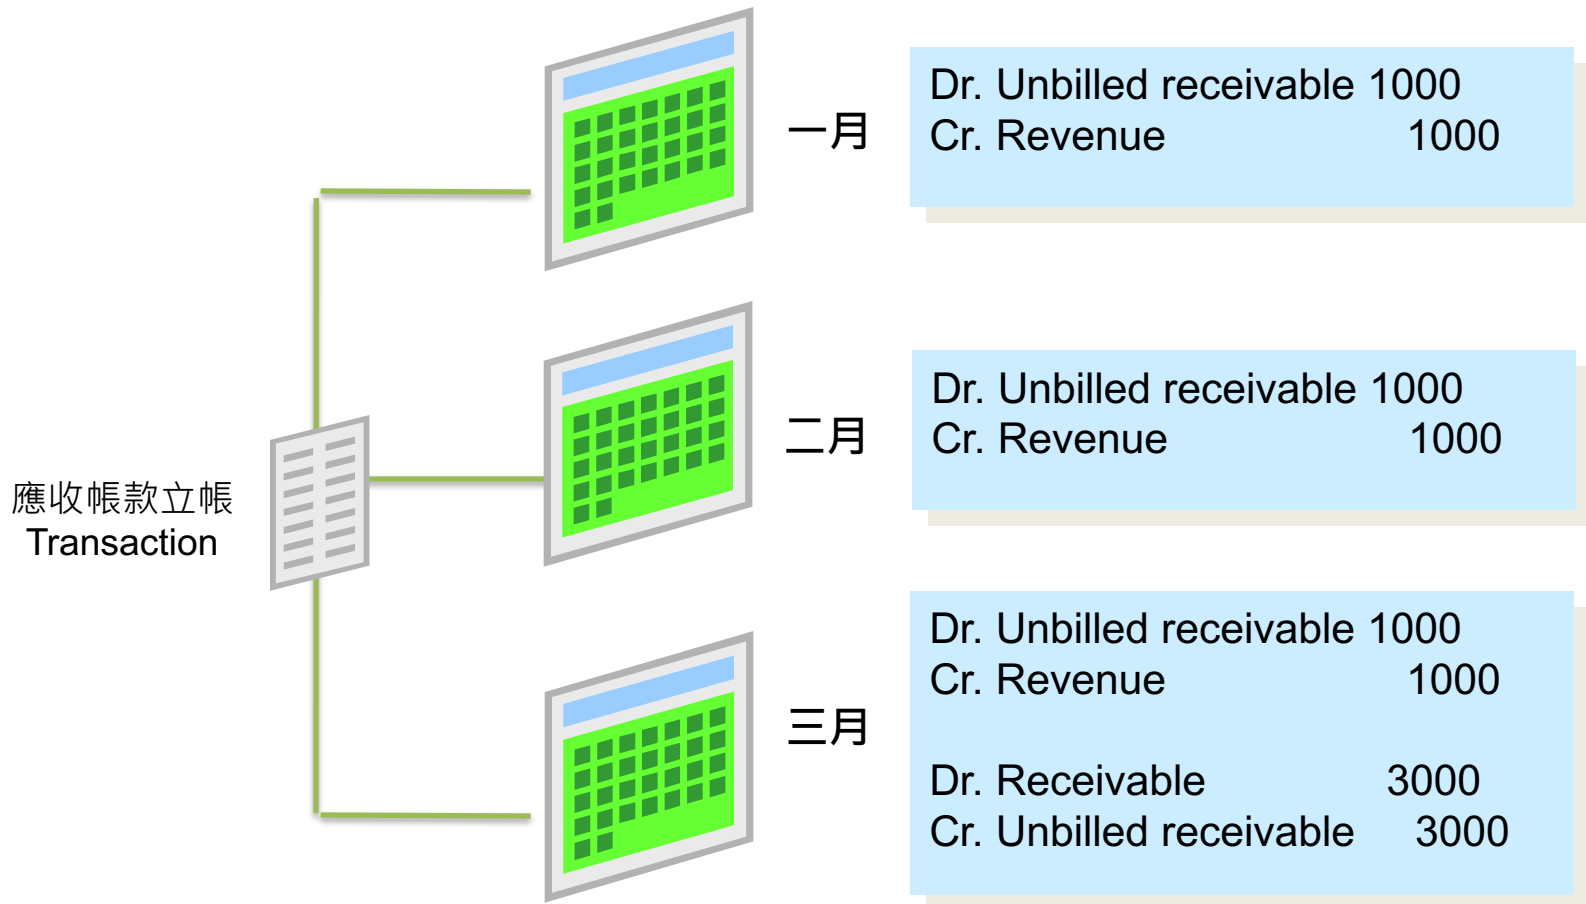 一月
Dr. Unbilled receivable 1000
Cr. Revenue 1000
二月
Dr. Unbilled receivable 1000
Cr. Revenue 1000
應收帳款立帳
Transaction
三月
Dr. Unbilled receivable 1000
Cr. Revenue 1000
Dr. Receivable 3000
Cr. Unbilled receivable 3000